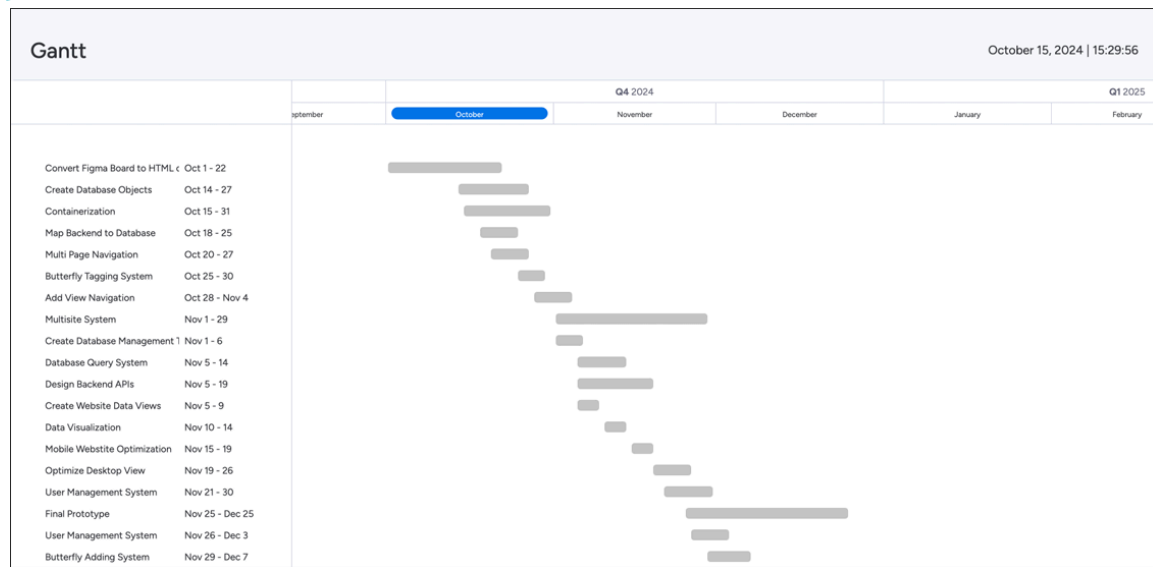 Gantt
October 15, 2024 | 15:29:56
Q4 2024
Q1 2025
eptember
October
November
December
January
February
Convert Figma Board to HTML c Oct 1 - 22
Create Database Objects Oct 14 - 27
Containerization Oct 15 - 31
Map Backend to Database Oct 18 - 25
Multi Page Navigation Oct 20 - 27
Butterfly Tagging System Oct 25 - 30
Add View Navigation Oct 28 - Nov 4
Multisite System Nov 1 - 29
Create Database Management T Nov 1 - 6
Database Query System Nov 5 - 14
Design Backend APIs Nov 5 - 19
Create Website Data Views Nov 5 - 9
Data Visualization Nov 10 - 14
Mobile Webstite Optimization Nov 15 - 19
Optimize Desktop View Nov 19 - 26
User Management System Nov 21 - 30
Final Prototype Nov 25 - Dec 25
User Management System Nov 26 - Dec 3
Butterfly Adding System Nov 29 - Dec 7